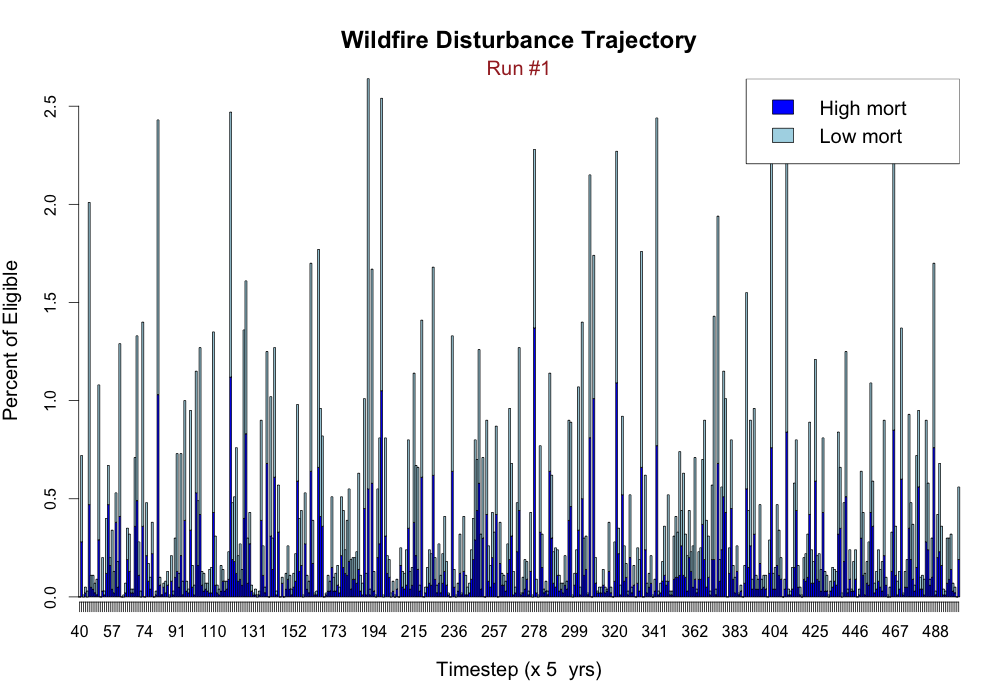 Wildfire Disturbance Trajectory
Run #1
High mort
Low mort
Percent of Eligible
2.5
2.0
1.5
1.0
0.5
0.0
40 57 74 91 110 131 152 173 194 215 236 257 278 299 320 341 362 383 404 425 446 467 488
Timestep (x 5  yrs)